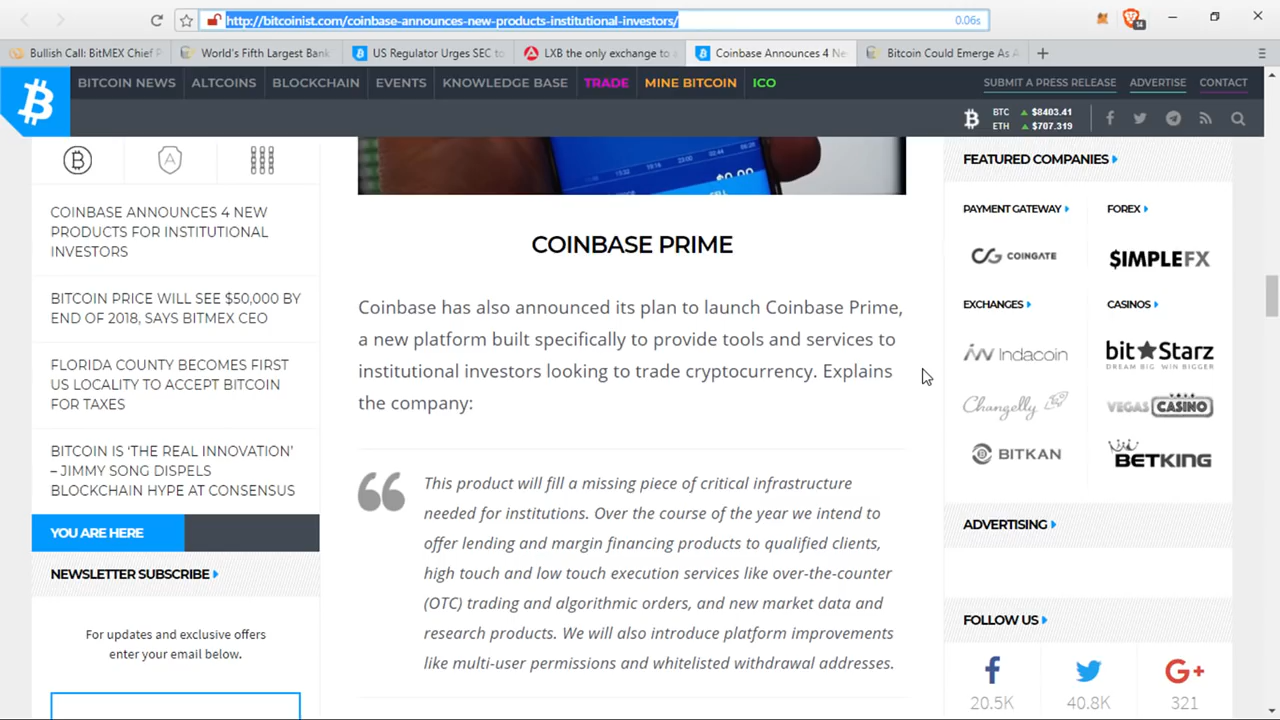 http://bitcoinist.com/coinbase-announces-new-products-institutional-investors/
0.06s
14
Bullish Call: BitMEX Chief P
World's Fifth Largest Bank
US Regulator Urges SEC to
LXB the only exchange to a
Coinbase Announces 4 Ne
Bitcoin Could Emerge As A
BITCOIN NEWS
ALTCOINS
BLOCKCHAIN
EVENTS
KNOWLEDGE BASE
TRADE
MINE BITCOIN
ICO
SUBMIT A PRESS RELEASE
ADVERTISE
CONTACT
BTC $8403.41
ETH $707.319
COINBASE ANNOUNCES 4 NEW
PRODUCTS FOR INSTITUTIONAL
INVESTORS
BITCOIN PRICE WILL SEE $50,000 BY
END OF 2018, SAYS BITMEX CEO
FLORIDA COUNTY BECOMES FIRST
US LOCALITY TO ACCEPT BITCOIN
FOR TAXES
BITCOIN IS ‘THE REAL INNOVATION’
– JIMMY SONG DISPELS
BLOCKCHAIN HYPE AT CONSENSUS
YOU ARE HERE
NEWSLETTER SUBSCRIBE
For updates and exclusive offers
enter your email below.
$0.00
COINBASE PRIME
Coinbase has also announced its plan to launch Coinbase Prime,
a new platform built specifically to provide tools and services to
institutional investors looking to trade cryptocurrency. Explains
the company:
This product will fill a missing piece of critical infrastructure
needed for institutions. Over the course of the year we intend to
offer lending and margin financing products to qualified clients,
high touch and low touch execution services like over-the-counter
(OTC) trading and algorithmic orders, and new market data and
research products. We will also introduce platform improvements
like multi-user permissions and whitelisted withdrawal addresses.
FEATURED COMPANIES
PAYMENT GATEWAY
FOREX
COINGATE
$IMPLEFX
EXCHANGES
CASINOS
Indacoin
bitStarz
DREAM BIG. WIN BIGGER
Changelly
VEGAS CASINO
BITKAN
BETKING
ADVERTISING
FOLLOW US
20.5K
40.8K
321